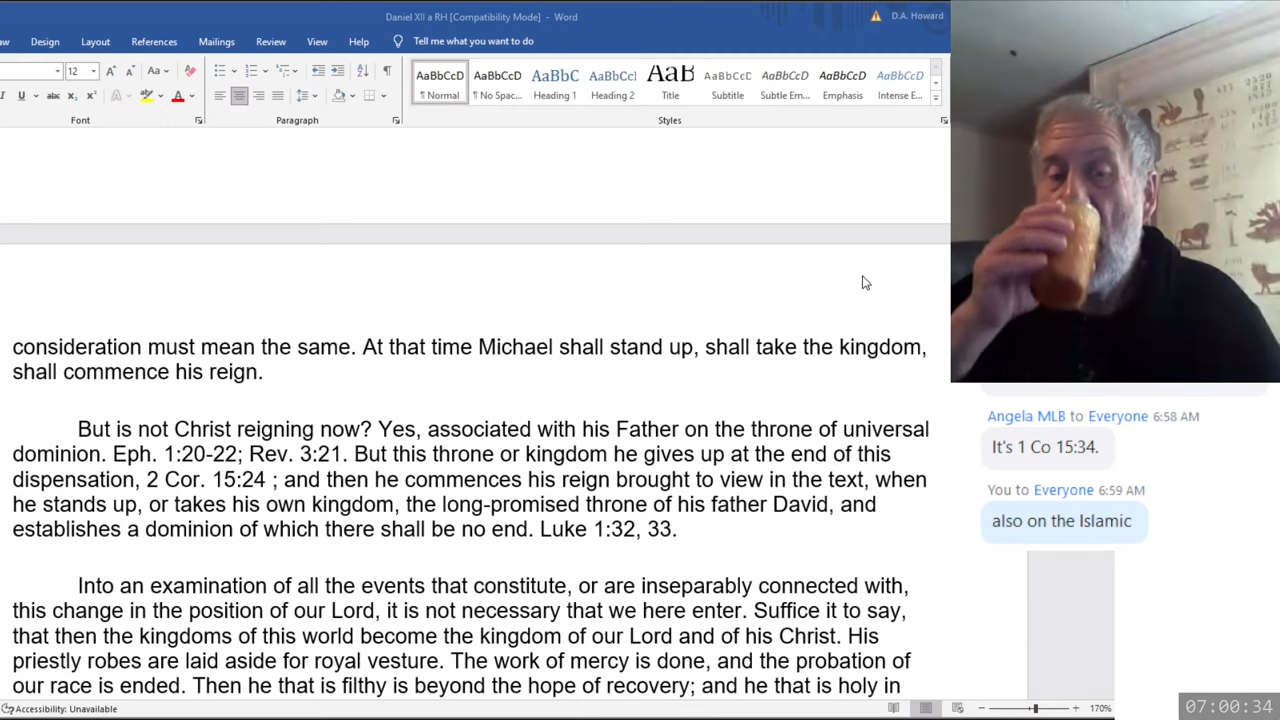 Daniel XII a RH [Compatibility Mode] - Word
D.A. Howard
aw Design Layout References Mailings Review View Help Tell me what you want to do
12 Aa
AaBbCcD AaBbCcD AaBbC AaBbCcI AaB AaBbCcD AaBbCcD AaBbCcD AaBbCcD
¶ Normal ¶ No Spac... Heading 1 Heading 2 Title Subtitle Subtle Em... Emphasis Intense E...
Font Paragraph Styles
consideration must mean the same. At that time Michael shall stand up, shall take the kingdom,
shall commence his reign.
But is not Christ reigning now? Yes, associated with his Father on the throne of universal
dominion. Eph. 1:20-22; Rev. 3:21. But this throne or kingdom he gives up at the end of this
dispensation, 2 Cor. 15:24 ; and then he commences his reign brought to view in the text, when
he stands up, or takes his own kingdom, the long-promised throne of his father David, and
establishes a dominion of which there shall be no end. Luke 1:32, 33.
Into an examination of all the events that constitute, or are inseparably connected with,
this change in the position of our Lord, it is not necessary that we here enter. Suffice it to say,
that then the kingdoms of this world become the kingdom of our Lord and of his Christ. His
priestly robes are laid aside for royal vesture. The work of mercy is done, and the probation of
our race is ended. Then he that is filthy is beyond the hope of recovery; and he that is holy in
Accessibility: Unavailable
170%
Angela MLB to Everyone 6:58 AM
It's 1 Co 15:34.
You to Everyone 6:59 AM
also on the Islamic
07:00:34